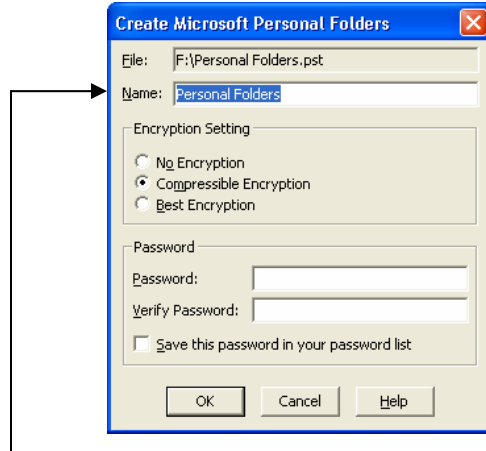 Create Microsoft Personal Folders
File: F:\Personal Folders.pst
Name: Personal Folders
Encryption Setting
No Encryption
Compressible Encryption
Best Encryption
Password
Password:
Verify Password:
Save this password in your password list
OK Cancel Help